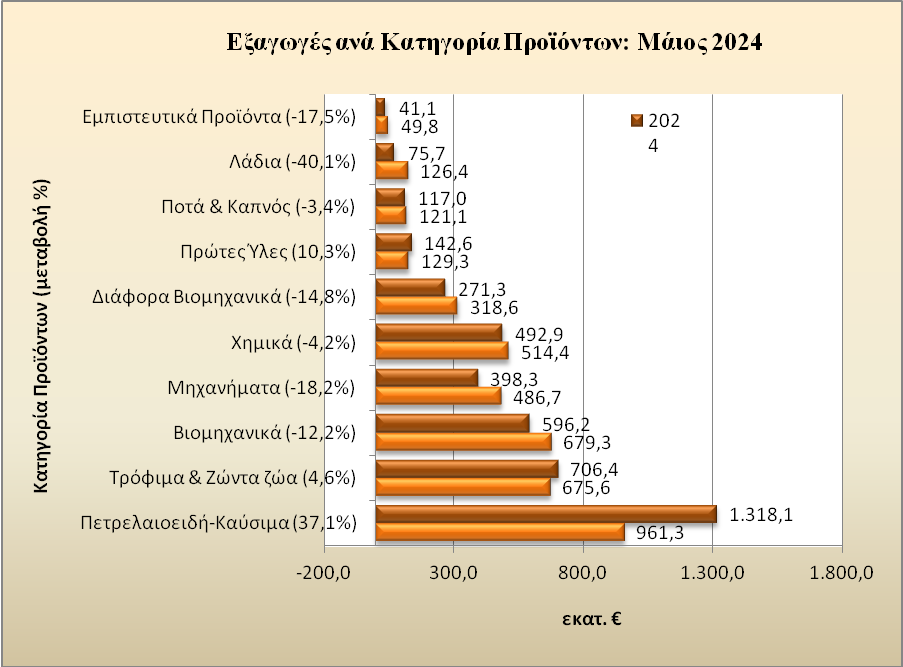 Εξαγωγές ανά Κατηγορία Προϊόντων: Μάιος 2024
Κατηγορία Προϊόντων (μεταβολή %)
Εμπιστευτικά Προϊόντα (-17,5%)
41,1
49,8
202
4
Λάδια (-40,1%)
75,7
126,4
Ποτά & Καπνός (-3,4%)
117,0
121,1
Πρώτες Ύλες (10,3%)
142,6
129,3
Διάφορα Βιομηχανικά (-14,8%)
271,3
318,6
Χημικά (-4,2%)
492,9
514,4
Μηχανήματα (-18,2%)
398,3
486,7
Βιομηχανικά (-12,2%)
596,2
679,3
Τρόφιμα & Ζώντα ζώα (4,6%)
706,4
675,6
Πετρελαιοειδή-Καύσιμα (37,1%)
1.318,1
961,3
-200,0 300,0 800,0 1.300,0 1.800,0
εκατ. €